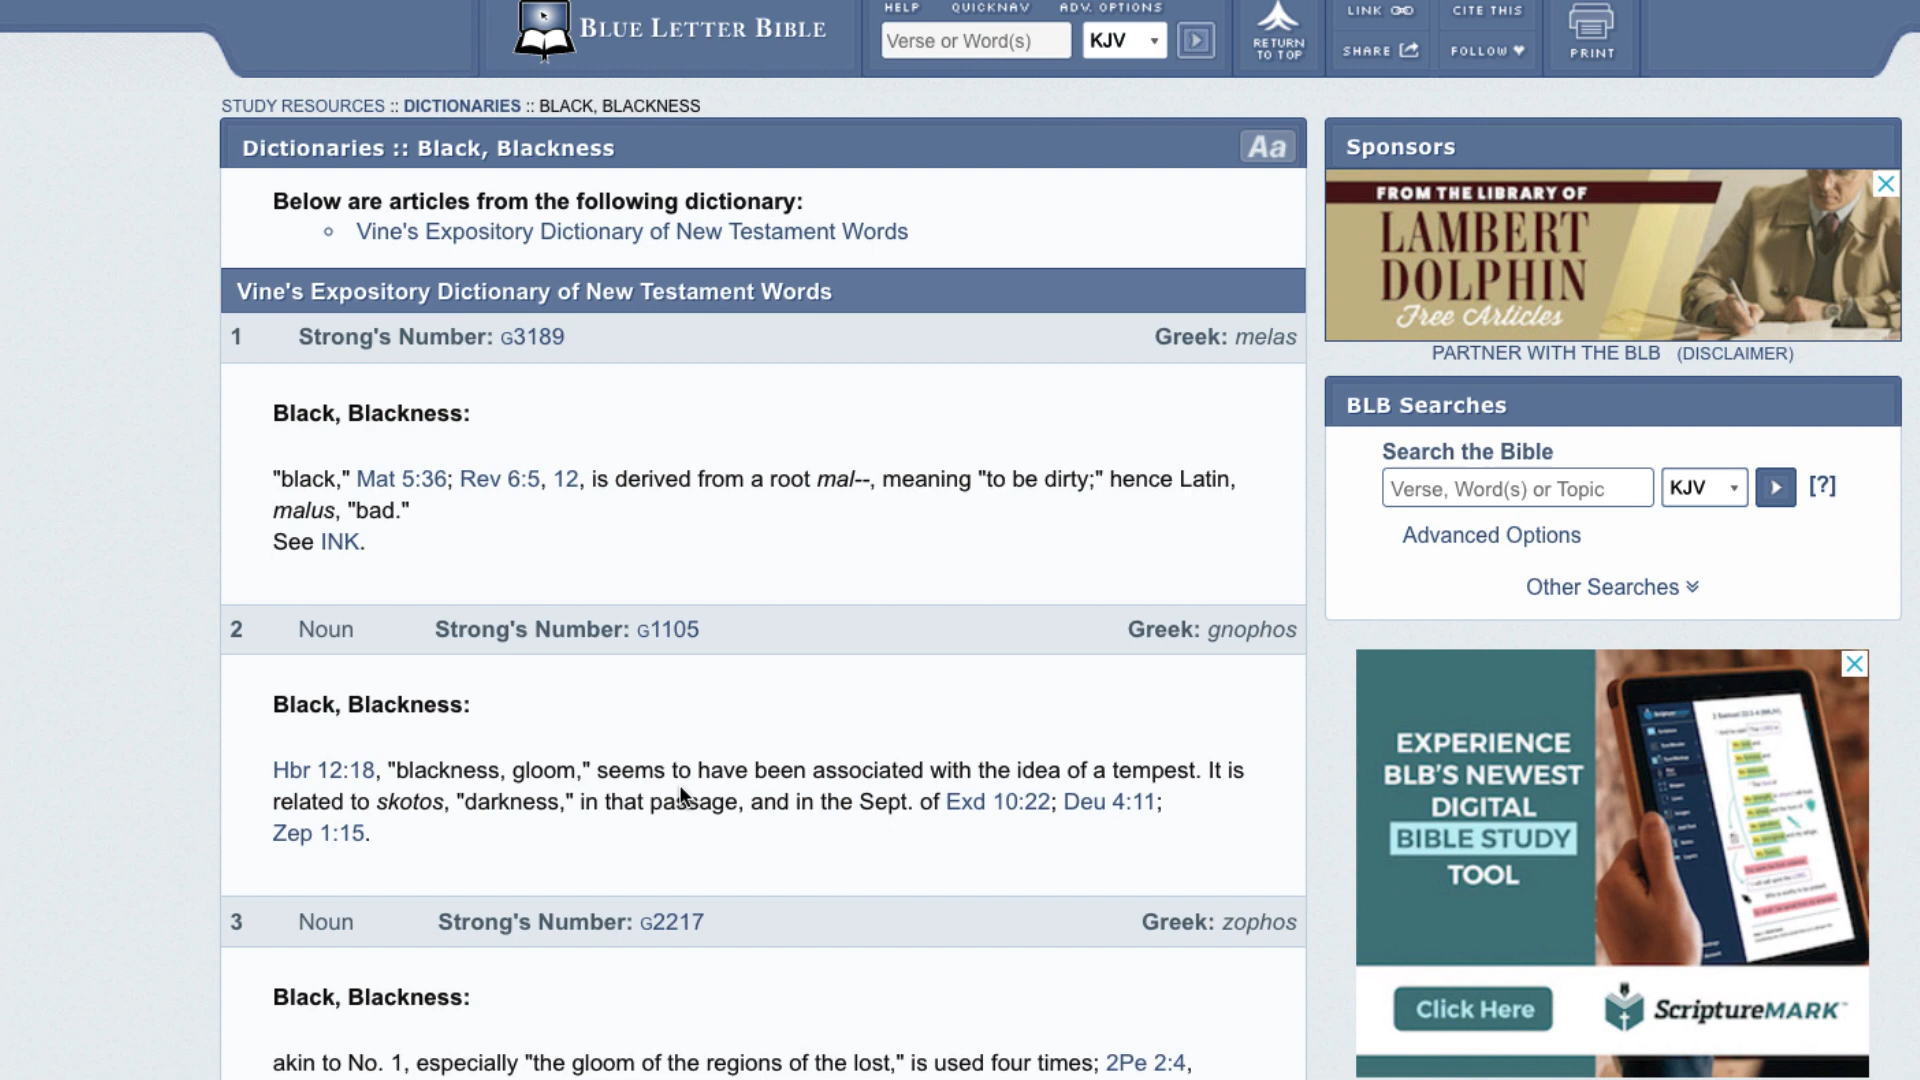 BLUE LETTER BIBLE
HELP QUICKNAV ADV. OPTIONS
Verse or Word(s) KJV
RETURN
TO TOP
LINK CITE THIS
SHARE FOLLOW
PRINT
STUDY RESOURCES :: DICTIONARIES :: BLACK, BLACKNESS
Dictionaries :: Black, Blackness Aa
Below are articles from the following dictionary:
Vine's Expository Dictionary of New Testament Words
Vine's Expository Dictionary of New Testament Words
1 Strong's Number: G3189 Greek: melas
Black, Blackness:
"black," Mat 5:36; Rev 6:5, 12, is derived from a root mal--, meaning "to be dirty;" hence Latin,
malus, "bad."
See INK.
2 Noun Strong's Number: G1105 Greek: gnophos
Black, Blackness:
Hbr 12:18, "blackness, gloom," seems to have been associated with the idea of a tempest. It is
related to skotos, "darkness," in that passage, and in the Sept. of Exd 10:22; Deu 4:11;
Zep 1:15.
3 Noun Strong's Number: G2217 Greek: zophos
Black, Blackness:
akin to No. 1, especially "the gloom of the regions of the lost," is used four times; 2Pe 2:4,
Sponsors
FROM THE LIBRARY OF
LAMBERT
DOLPHIN
Free Articles
PARTNER WITH THE BLB (DISCLAIMER)
BLB Searches
Search the Bible
Verse, Word(s) or Topic KJV [?]
Advanced Options
Other Searches
EXPERIENCE
BLB'S NEWEST
DIGITAL
BIBLE STUDY
TOOL
Click Here ScriptureMARK